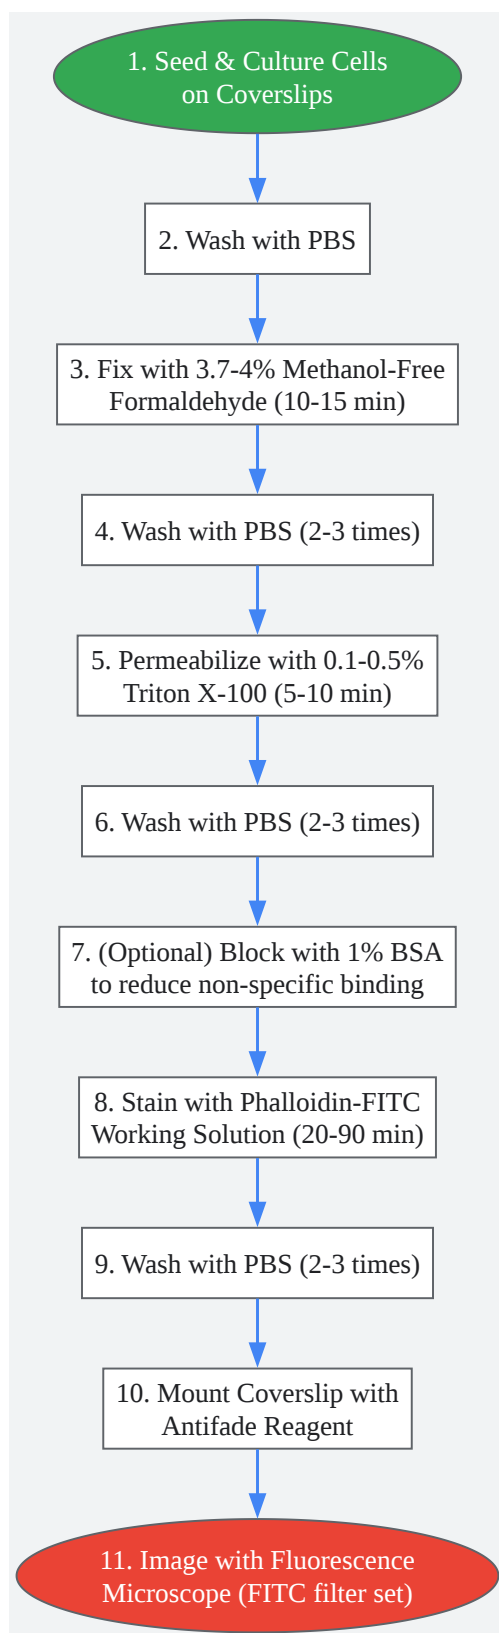 1. Seed & Culture Cells
on Coverslips
2. Wash with PBS
3. Fix with 3.7-4% Methanol-Free
Formaldehyde (10-15 min)
4. Wash with PBS (2-3 times)
5. Permeabilize with 0.1-0.5%
Triton X-100 (5-10 min)
6. Wash with PBS (2-3 times)
7. (Optional) Block with 1% BSA
to reduce non-specific binding
8. Stain with Phalloidin-FITC
Working Solution (20-90 min)
9. Wash with PBS (2-3 times)
10. Mount Coverslip with
Antifade Reagent
11. Image with Fluorescence
Microscope (FITC filter set)